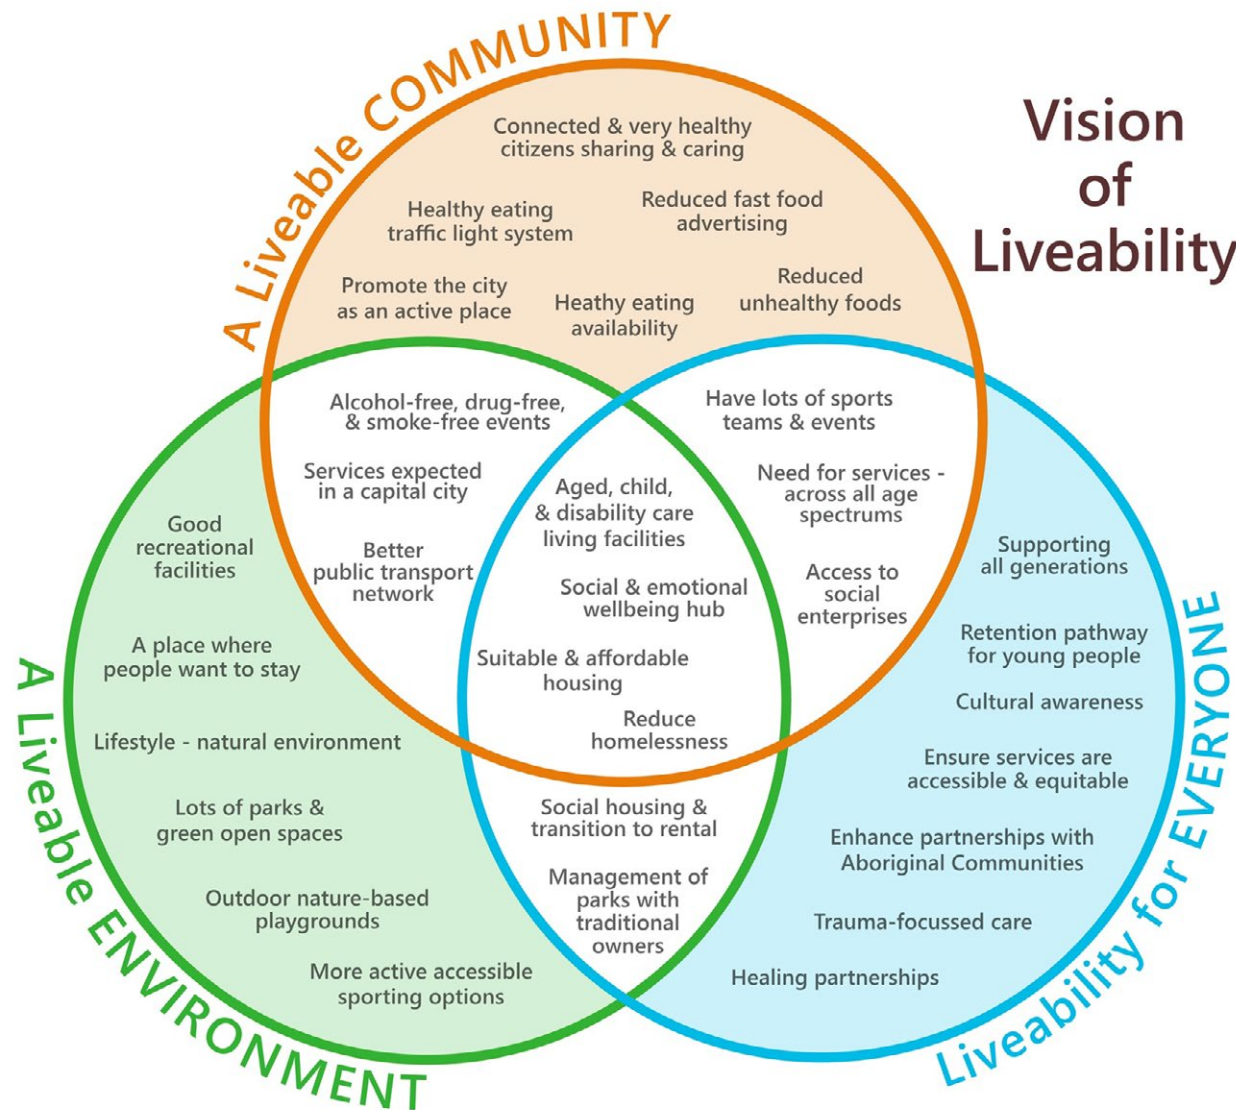 A Liveable COMMUNITY
Vision
of
Liveability
Connected & very healthy
citizens sharing & caring
Healthy eating
traffic light system
Reduced fast food
advertising
Promote the city
as an active place
Heathy eating
availability
Reduced
unhealthy foods
Alcohol-free, drug-free,
& smoke-free events
Services expected
in a capital city
Better
public transport
network
Have lots of sports
teams & events
Need for services -
across all age
spectrums
Access to
social
enterprises
Aged, child,
& disability care
living facilities
Social & emotional
wellbeing hub
Suitable & affordable
housing
Reduce
homelessness
Social housing &
transition to rental
Management of
parks with
traditional
owners
A Liveable ENVIRONMENT
Good
recreational
facilities
A place where
people want to stay
Lifestyle - natural environment
Lots of parks &
green open spaces
Outdoor nature-based
playgrounds
More active accessible
sporting options
Liveability for EVERYONE
Supporting
all generations
Retention pathway
for young people
Cultural awareness
Ensure services are
accessible & equitable
Enhance partnerships with
Aboriginal Communities
Trauma-focussed care
Healing partnerships